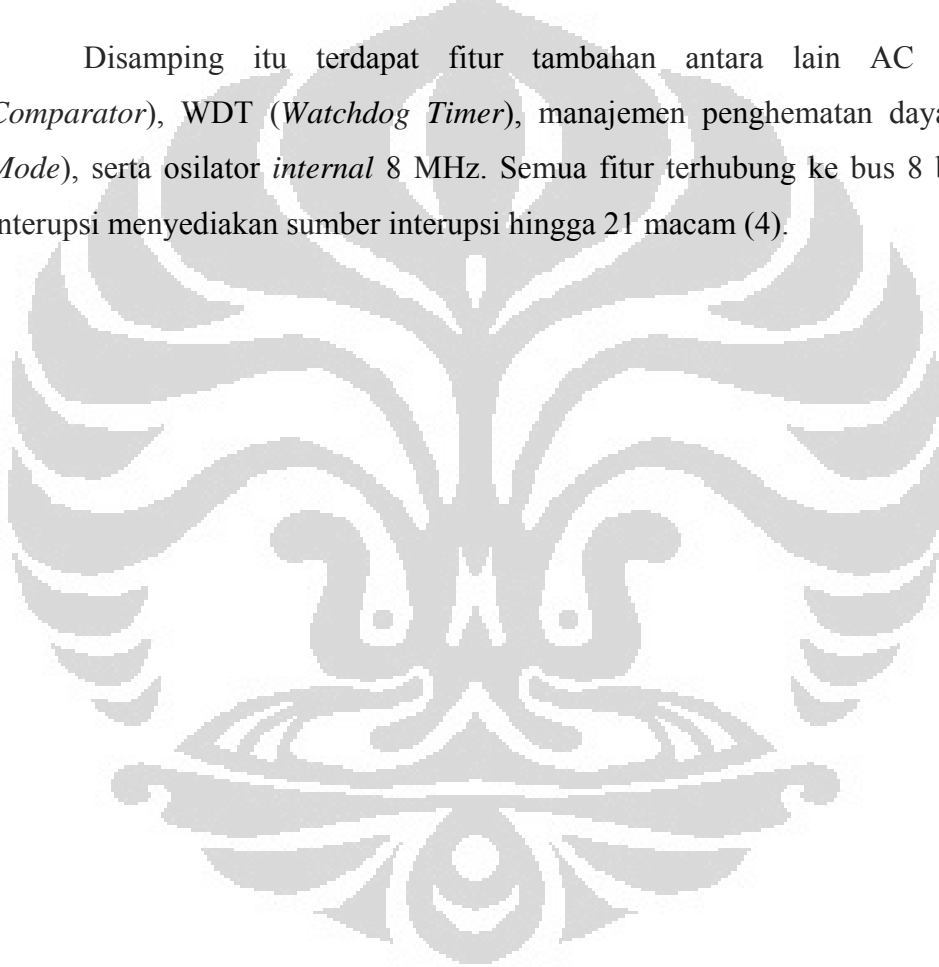 Disamping itu terdapat fitur tambahan antara lain AC
Comparator), WDT (Watchdog Timer), manajemen penghematan daya
Mode), serta osilator internal 8 MHz. Semua fitur terhubung ke bus 8 b
nterupsi menyediakan sumber interupsi hingga 21 macam (4).